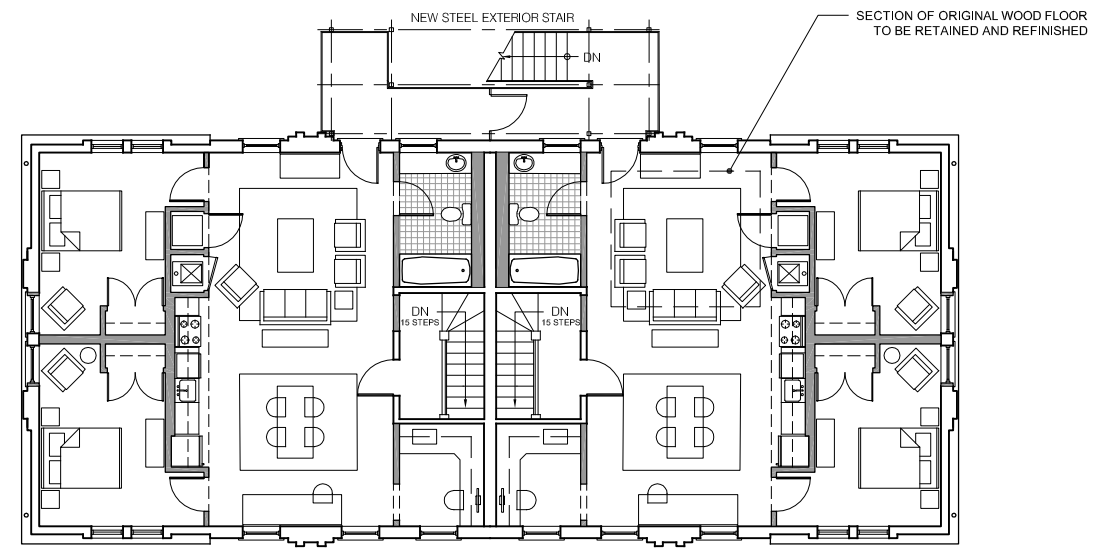 NEW STEEL EXTERIOR STAIR
SECTION OF ORIGINAL WOOD FLOOR
TO BE RETAINED AND REFINISHED
DN
DN
15 STEPS
DN
15 STEPS